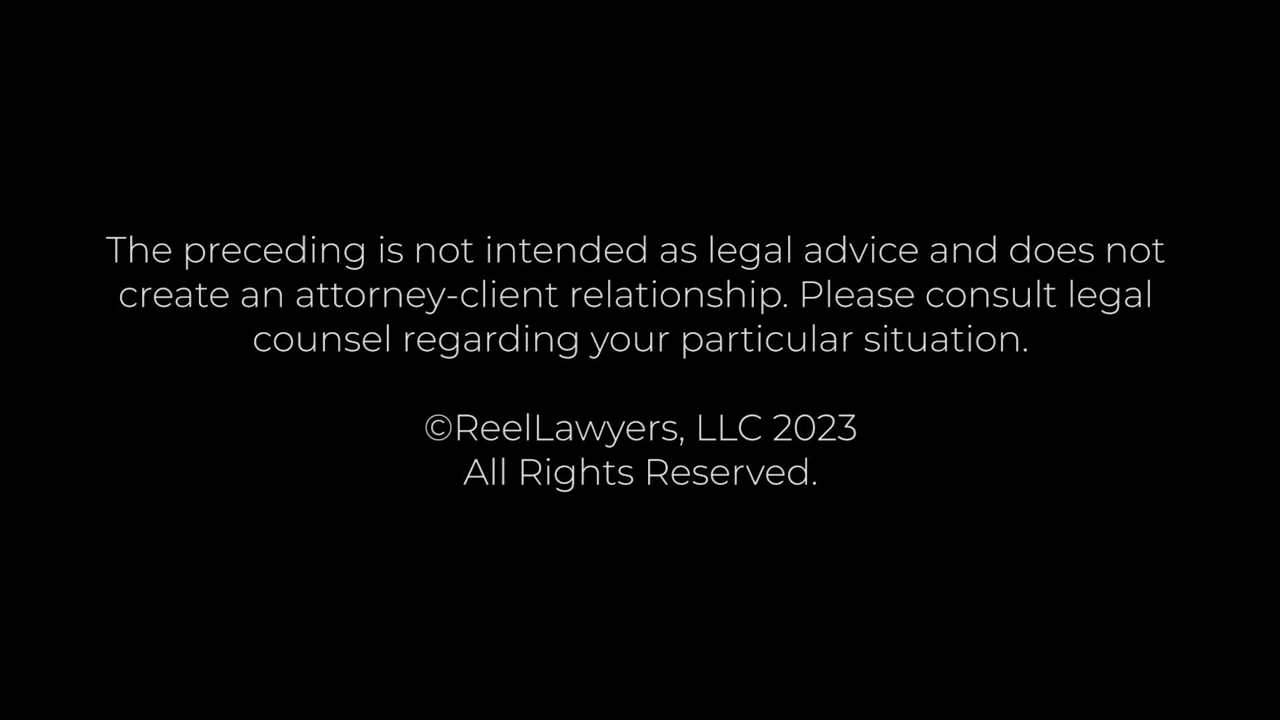 The preceding is not intended as legal advice and does not
create an attorney-client relationship. Please consult legal
counsel regarding your particular situation.
©ReelLawyers, LLC 2023
All Rights Reserved.